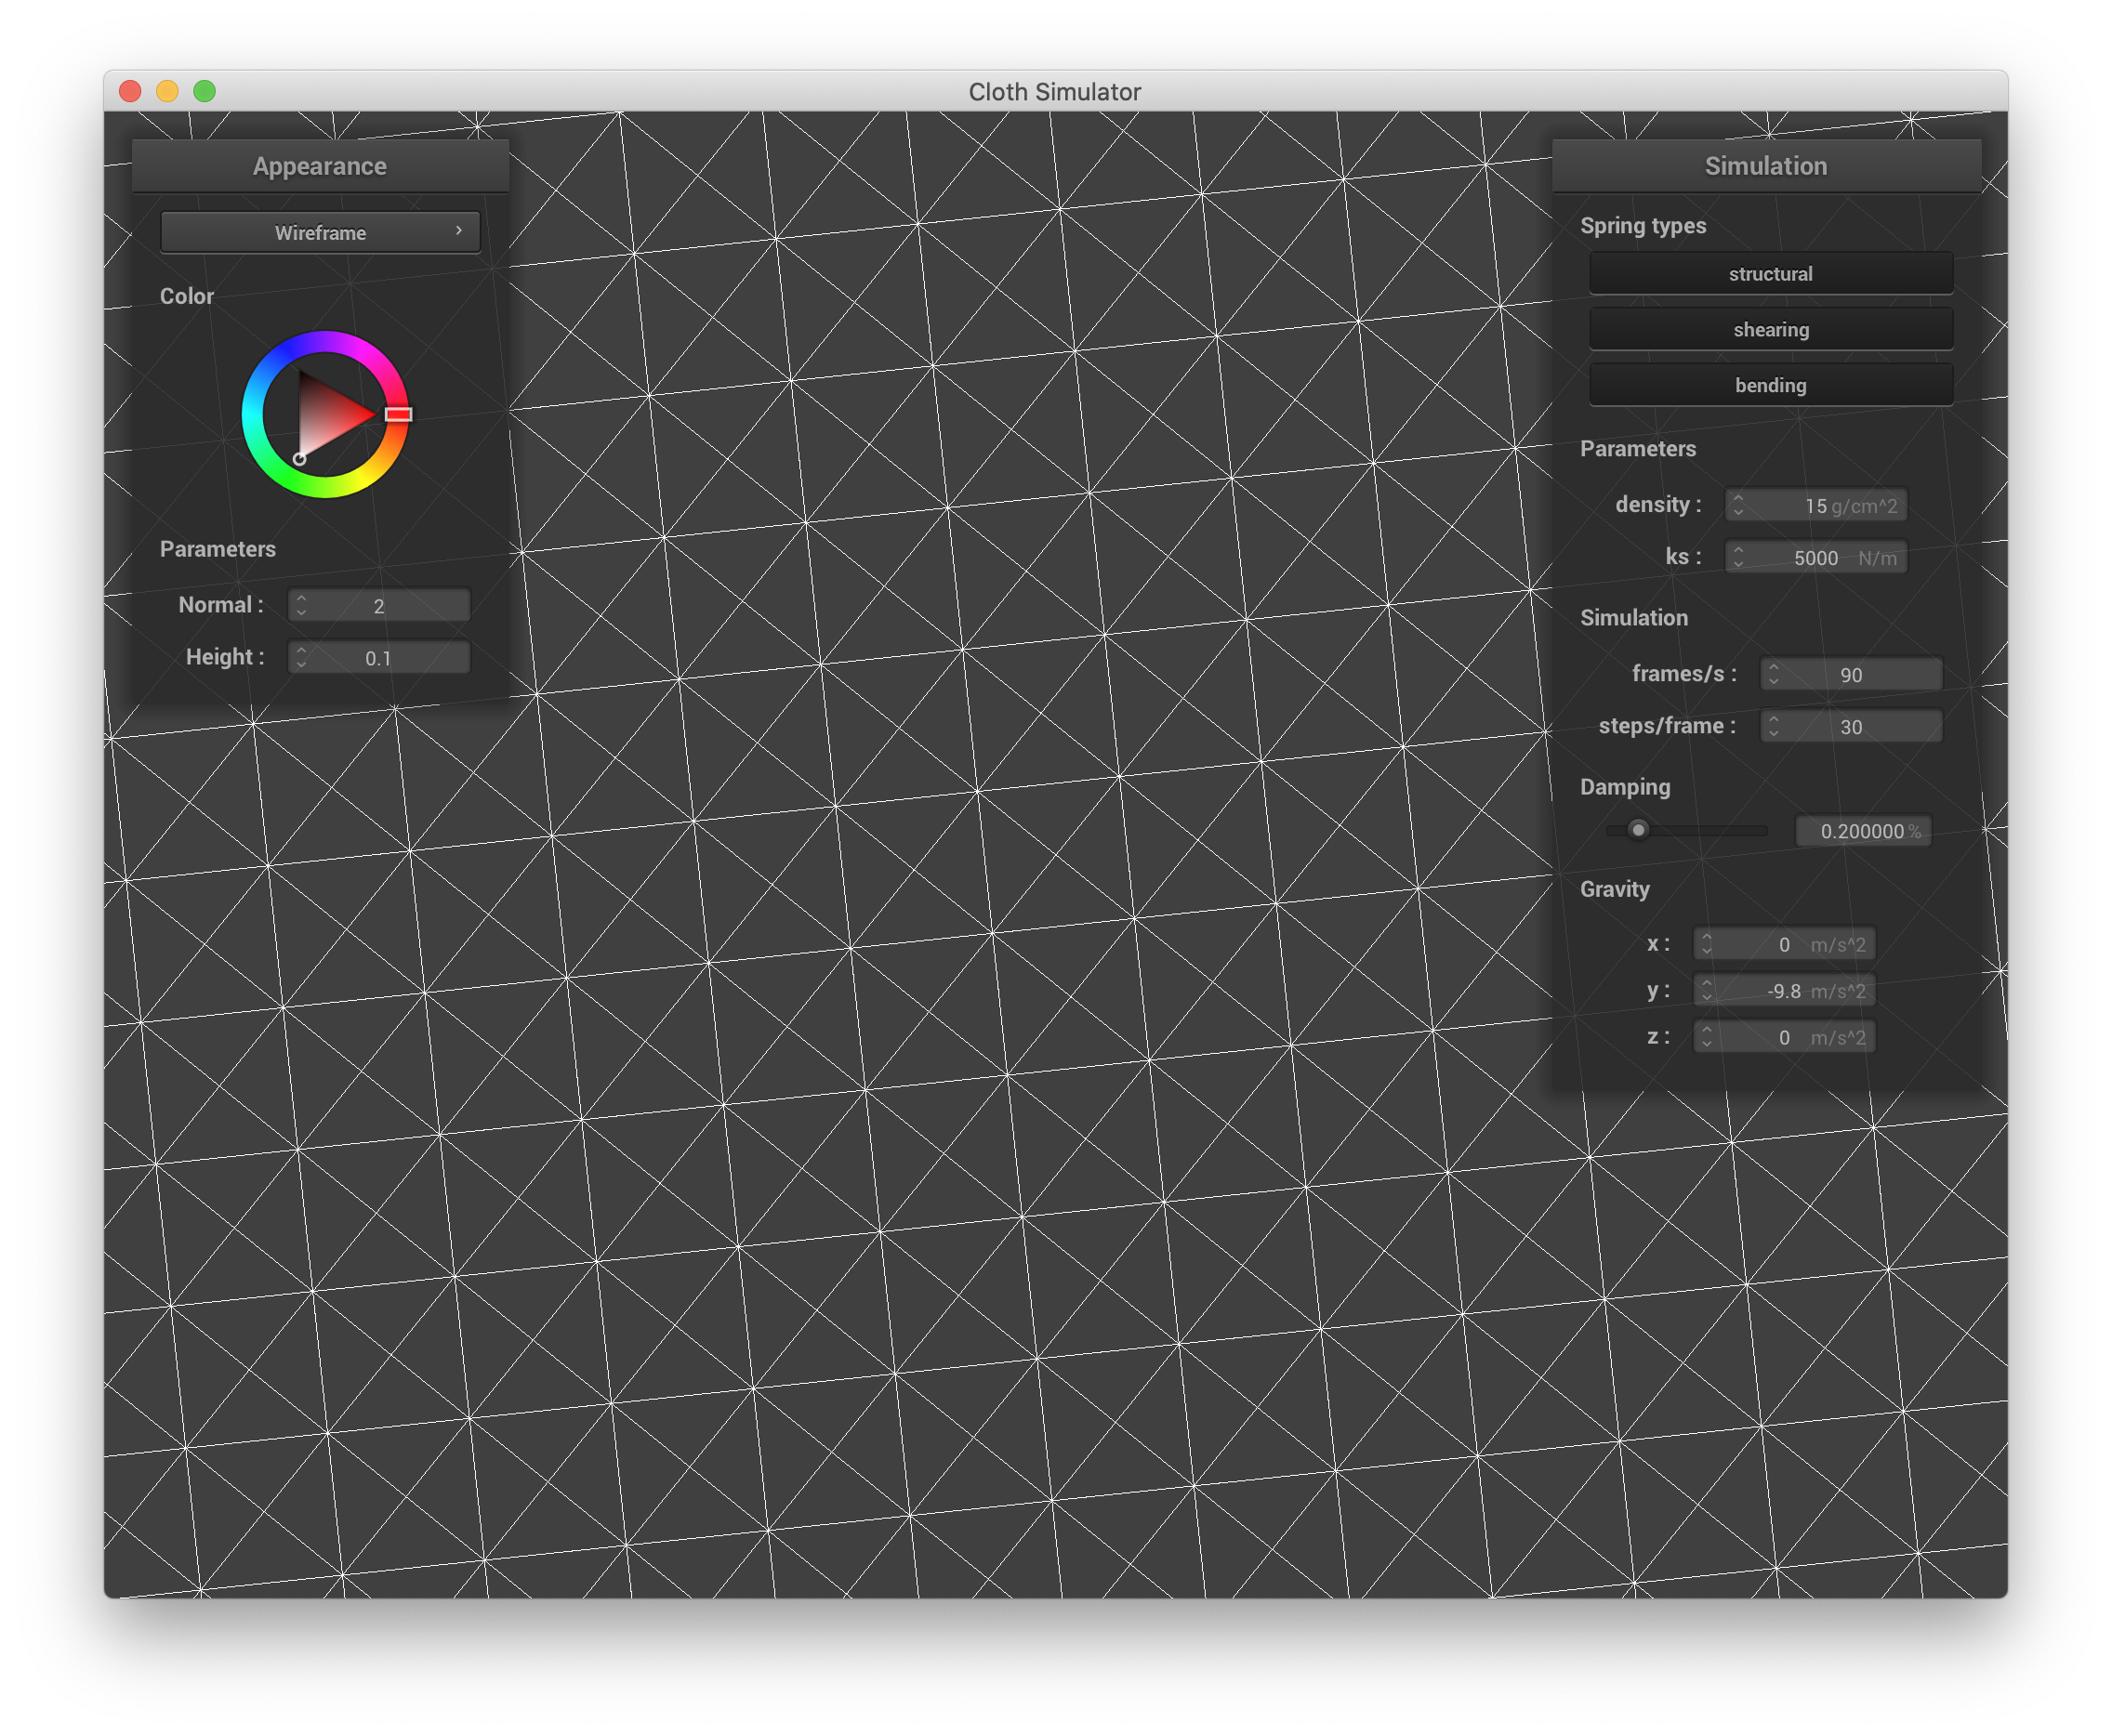 Cloth Simulator
Appearance
Wireframe
Color
Parameters
Normal : 2
Height : 0.1
Simulation
Spring types
structural
shearing
bending
Parameters
density : 15 g/cm^2
ks : 5000 N/m
Simulation
frames/s : 90
steps/frame : 30
Damping
0.200000 %
Gravity
x : 0 m/s^2
y : -9.8 m/s^2
z : 0 m/s^2